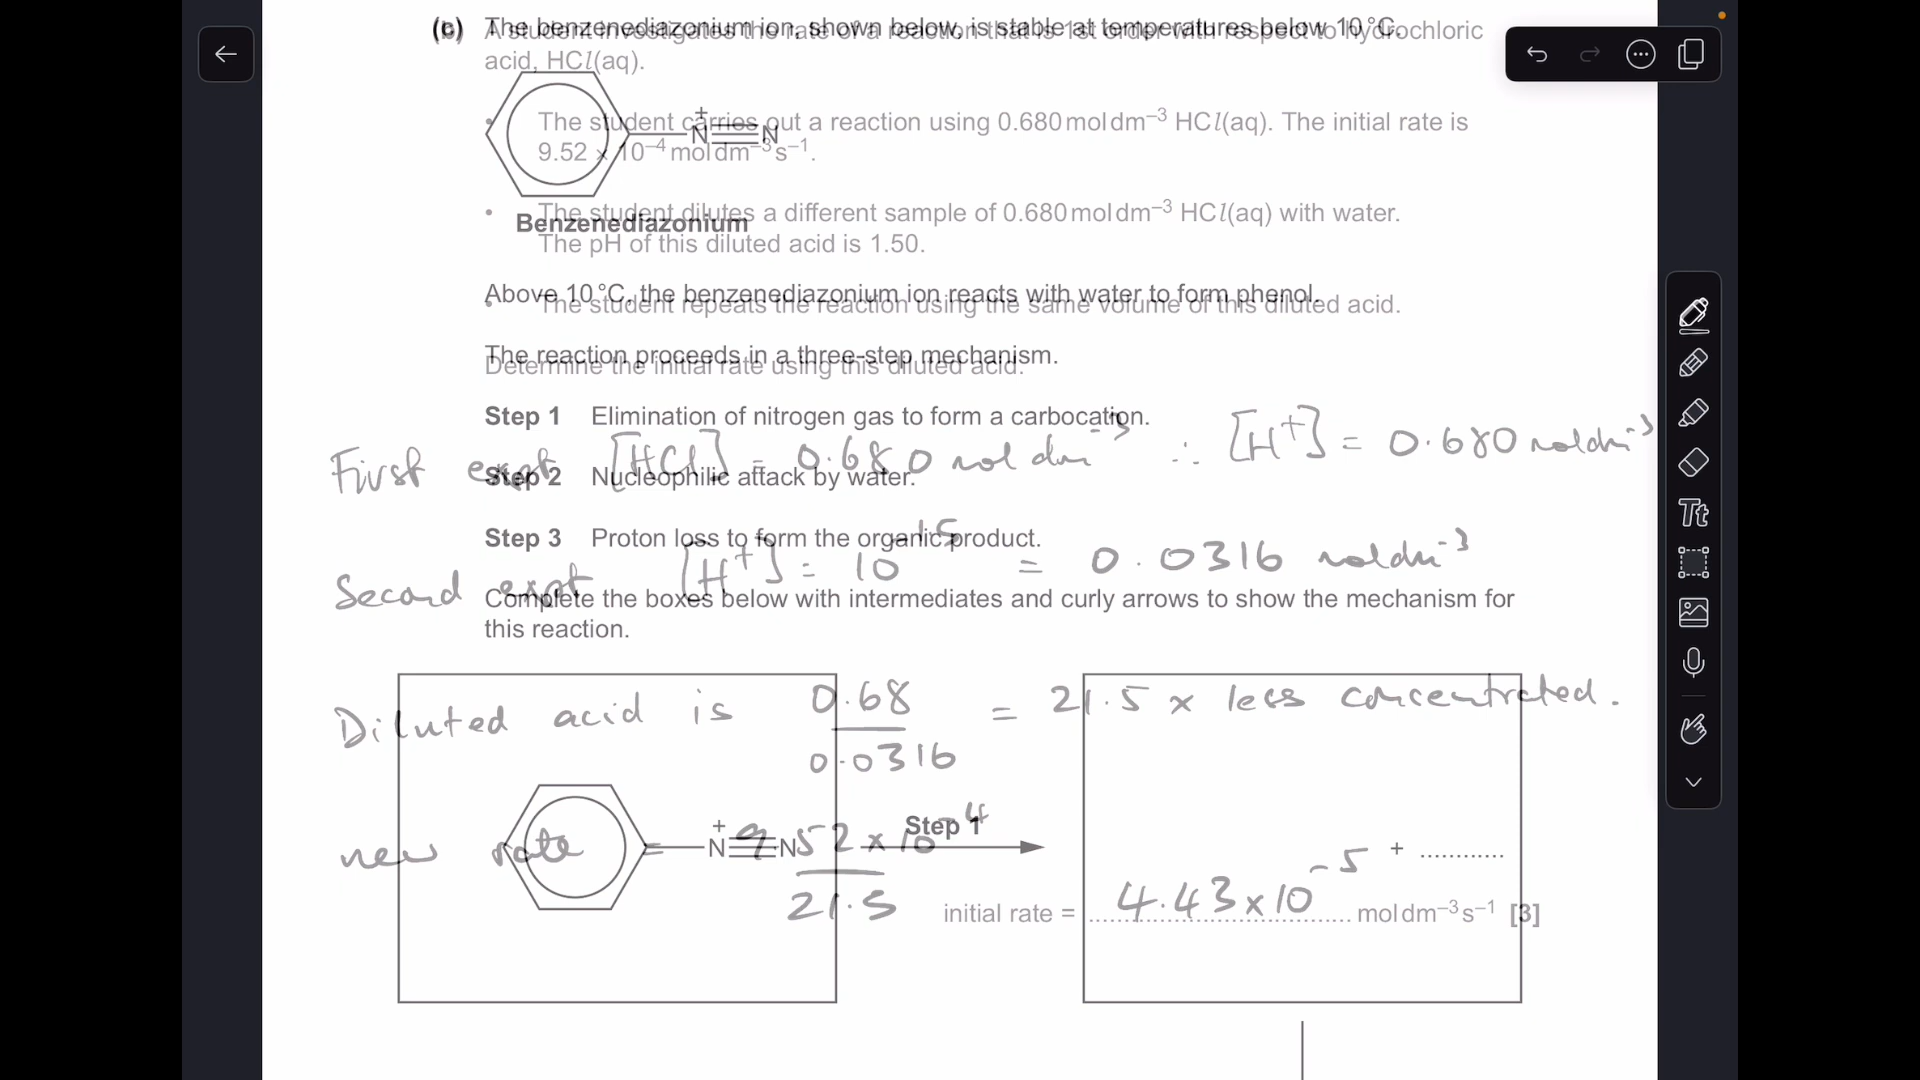 (c) The benzenediazonium ion, shown below, is stable at temperatures below 10 °C.
(b) A student investigates the rate of a reaction that is 1st order with respect to hydrochloric
acid, HCl(aq).
• The student carries out a reaction using 0.680 mol dm⁻³ HCl(aq). The initial rate is
9.52 × 10⁻⁴ mol dm⁻³ s⁻¹.
+
N≡N
• The student dilutes a different sample of 0.680 mol dm⁻³ HCl(aq) with water.
Benzenediazonium
The pH of this diluted acid is 1.50.
Above 10 °C, the benzenediazonium ion reacts with water to form phenol.
• The student repeats the reaction using the same volume of this diluted acid.
The reaction proceeds in a three-step mechanism.
Determine the initial rate using this diluted acid.
Step 1 Elimination of nitrogen gas to form a carbocation.
First expt [HCl] = 0.680 mol dm⁻³ ∴ [H⁺] = 0.680 mol dm⁻³
Step 2 Nucleophilic attack by water.
Step 3 Proton loss to form the organic product.
Second expt [H⁺] = 10⁻¹·⁵ = 0.0316 mol dm⁻³
Complete the boxes below with intermediates and curly arrows to show the mechanism for
this reaction.
Diluted acid is 0.68 / 0.0316 = 21.5 x less concentrated.
+
N≡N
Step 1
+ ............
new rate 9.52 x 10⁻⁴ / 21.5
initial rate = 4.43 x 10⁻⁵ mol dm⁻³ s⁻¹ [3]
Tt